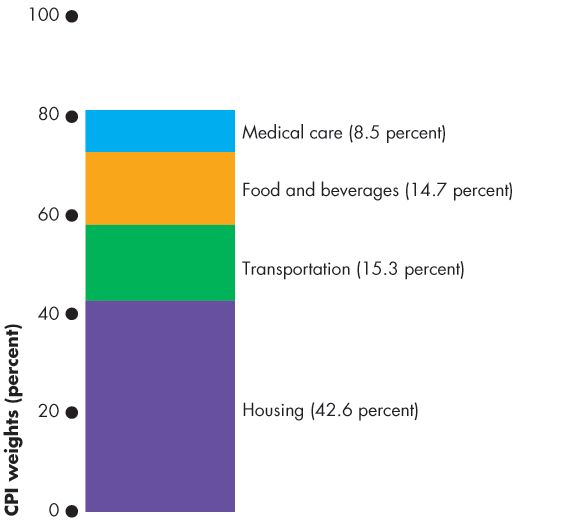 100
80
Medical care (8.5 percent)
Food and beverages (14.7 percent)
60
Transportation (15.3 percent)
40
20
Housing (42.6 percent)
0
CPI weights (percent)